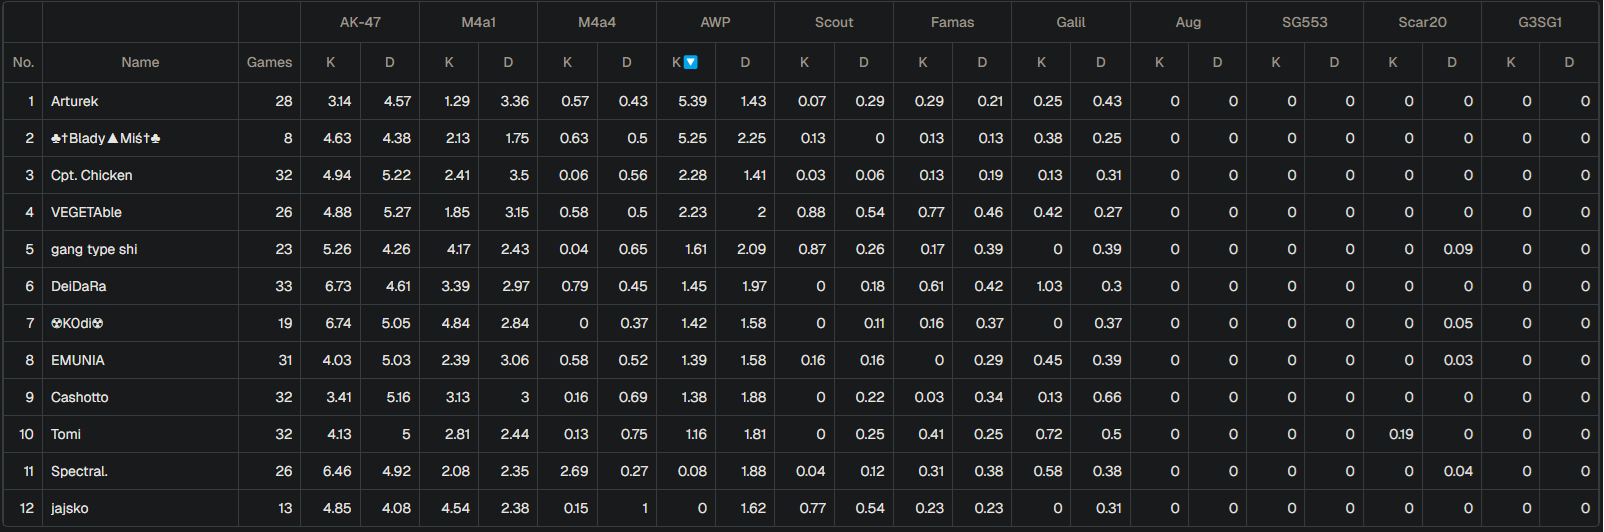 AK-47 M4a1 M4a4 AWP Scout Famas Galil Aug SG553 Scar20 G3SG1
No. Name Games K D K D K D K🔽 D K D K D K D K D K D K D K D
1 Arturek 28 3.14 4.57 1.29 3.36 0.57 0.43 5.39 1.43 0.07 0.29 0.29 0.21 0.25 0.43 0 0 0 0 0 0 0 0
2 ♣†Blady▲Miś†♣ 8 4.63 4.38 2.13 1.75 0.63 0.5 5.25 2.25 0.13 0 0.13 0.13 0.38 0.25 0 0 0 0 0 0 0 0
3 Cpt. Chicken 32 4.94 5.22 2.41 3.5 0.06 0.56 2.28 1.41 0.03 0.06 0.13 0.19 0.13 0.31 0 0 0 0 0 0 0 0
4 VEGETAble 26 4.88 5.27 1.85 3.15 0.58 0.5 2.23 2 0.88 0.54 0.77 0.46 0.42 0.27 0 0 0 0 0 0 0 0
5 gang type shi 23 5.26 4.26 4.17 2.43 0.04 0.65 1.61 2.09 0.87 0.26 0.17 0.39 0 0.39 0 0 0 0 0 0.09 0 0
6 DeiDaRa 33 6.73 4.61 3.39 2.97 0.79 0.45 1.45 1.97 0 0.18 0.61 0.42 1.03 0.3 0 0 0 0 0 0 0 0
7 ☢K0di☢ 19 6.74 5.05 4.84 2.84 0 0.37 1.42 1.58 0 0.11 0.16 0.37 0 0.37 0 0 0 0 0 0.05 0 0
8 EMUNIA 31 4.03 5.03 2.39 3.06 0.58 0.52 1.39 1.58 0.16 0.16 0 0.29 0.45 0.39 0 0 0 0 0 0.03 0 0
9 Cashotto 32 3.41 5.16 3.13 3 0.16 0.69 1.38 1.88 0 0.22 0.03 0.34 0.13 0.66 0 0 0 0 0 0 0 0
10 Tomi 32 4.13 5 2.81 2.44 0.13 0.75 1.16 1.81 0 0.25 0.41 0.25 0.72 0.5 0 0 0 0 0.19 0 0 0
11 Spectral. 26 6.46 4.92 2.08 2.35 2.69 0.27 0.08 1.88 0.04 0.12 0.31 0.38 0.58 0.38 0 0 0 0 0 0.04 0 0
12 jajsko 13 4.85 4.08 4.54 2.38 0.15 1 0 1.62 0.77 0.54 0.23 0.23 0 0.31 0 0 0 0 0 0 0 0